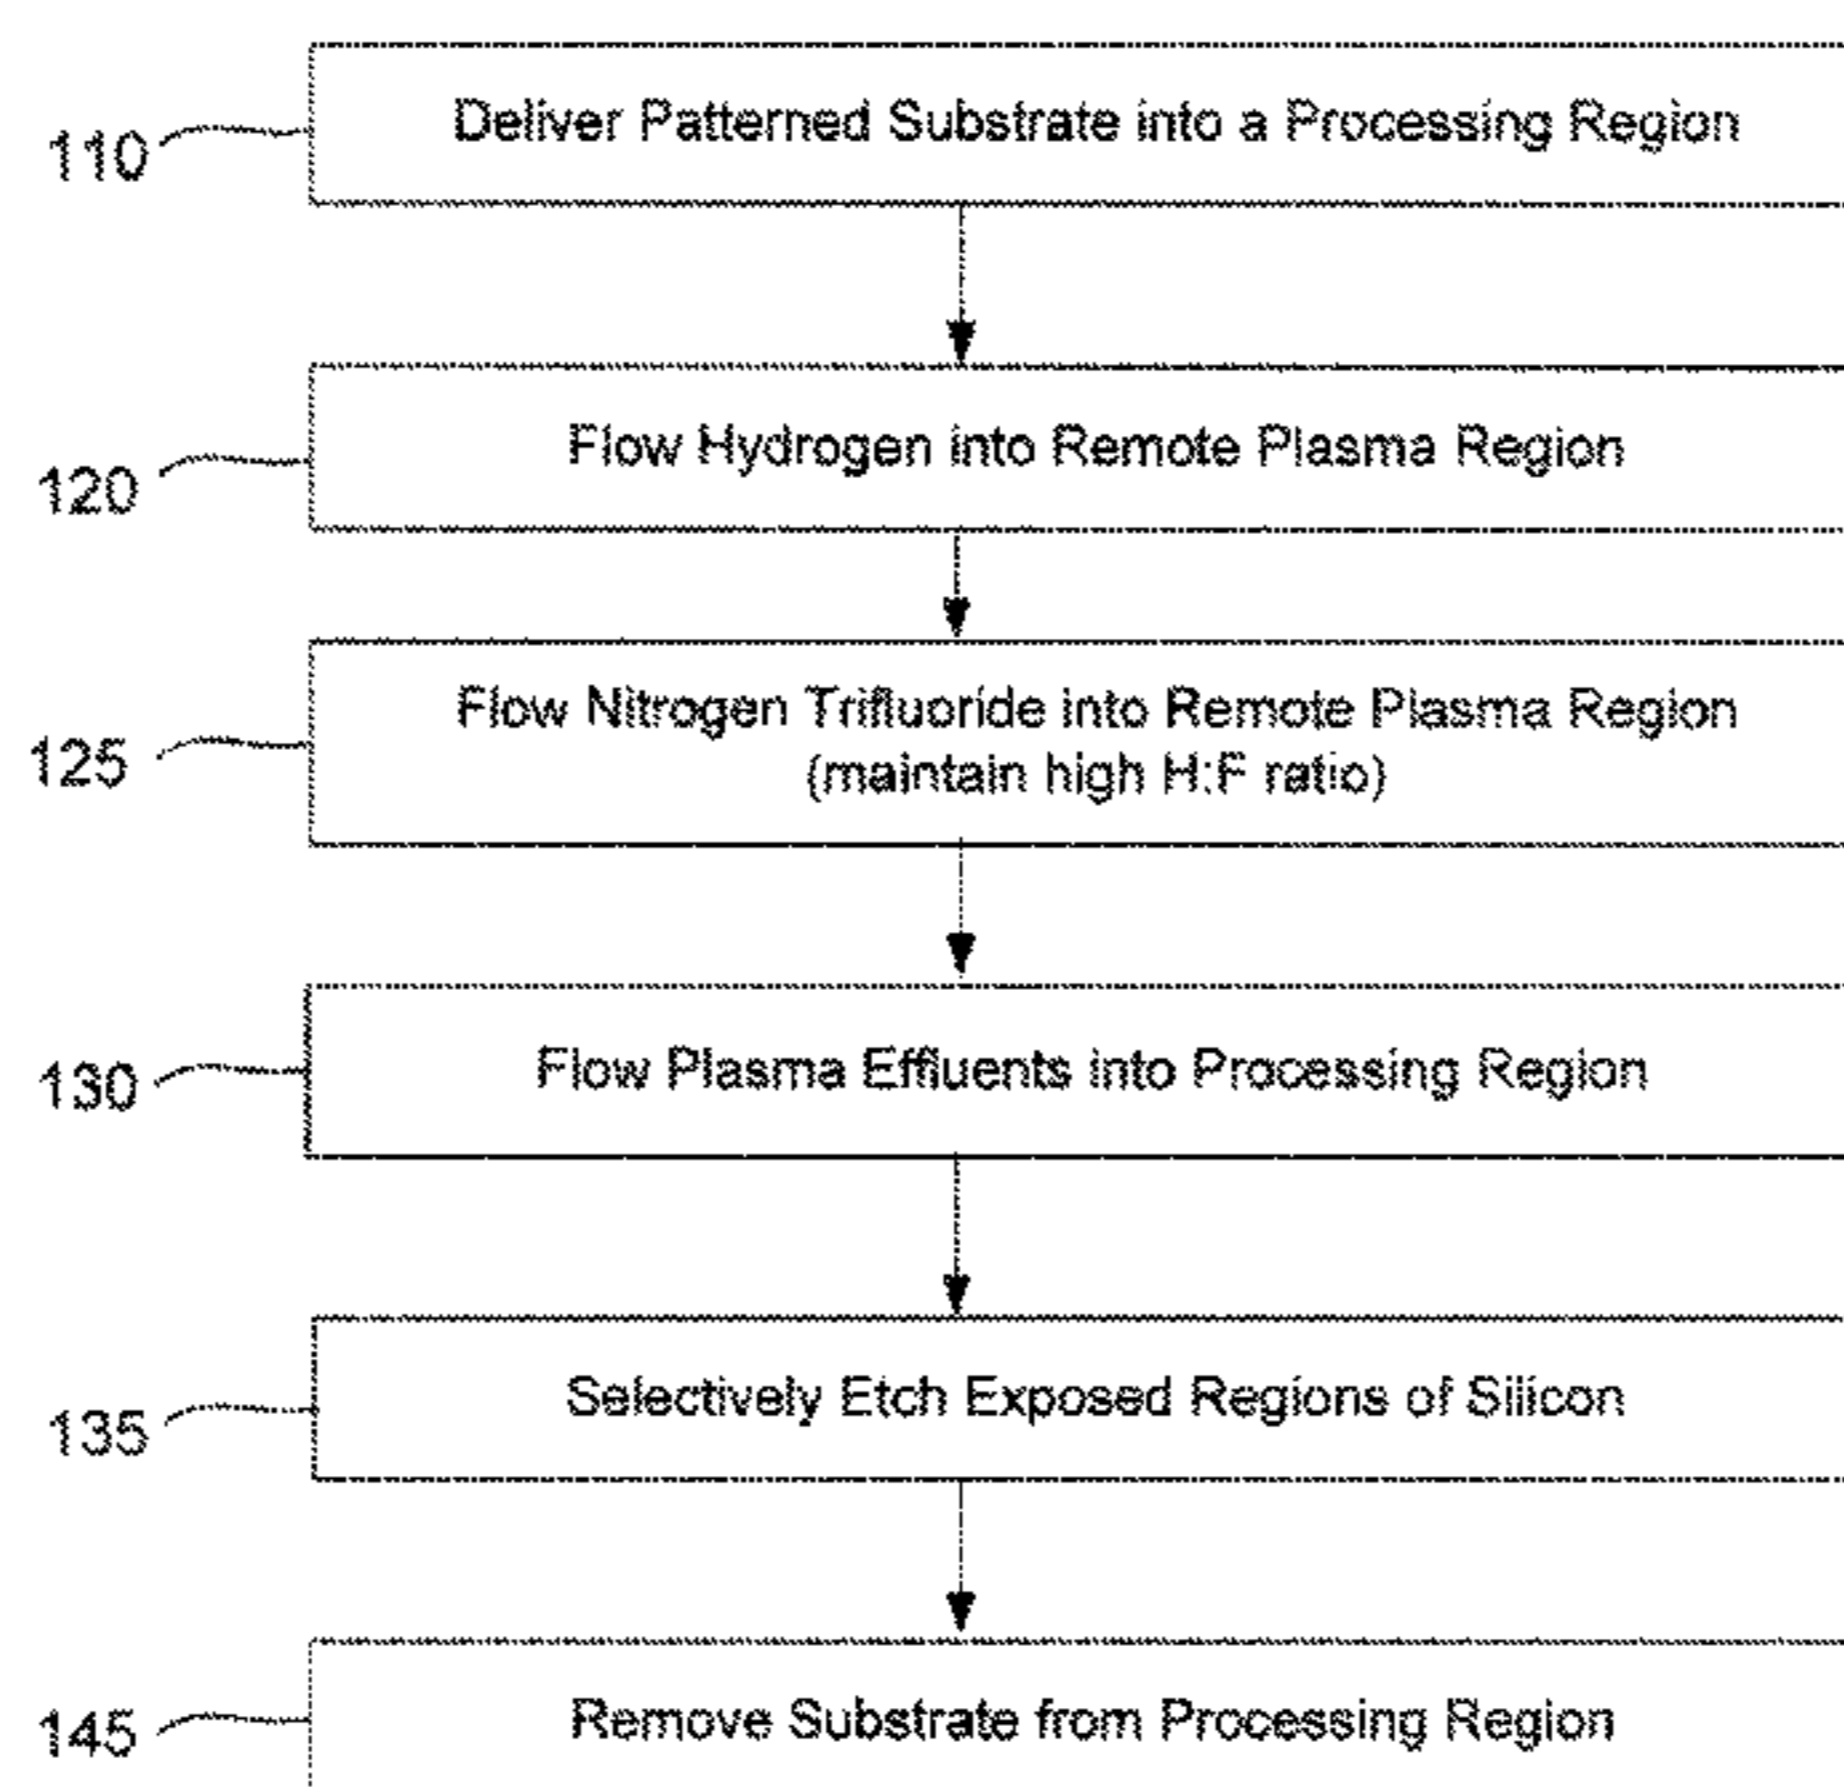 110 Deliver Patterned Substrate into a Processing Region
120 Flow Hydrogen into Remote Plasma Region
Flow Nitrogen Trifluoride into Remote Plasma Region
125 (maintain high H:F ratio)
130 Flow Plasma Effluents into Processing Region
135 Selectively Etch Exposed Regions of Silicon
145 Remove Substrate from Processing Region